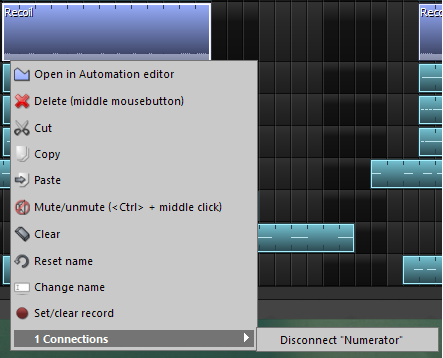 Recoil
Recoil
Open in Automation editor
Delete (middle mousebutton)
Cut
Copy
Paste
Mute/unmute (<Ctrl> + middle click)
Clear
Reset name
Change name
Set/clear record
1 Connections
Disconnect "Numerator"